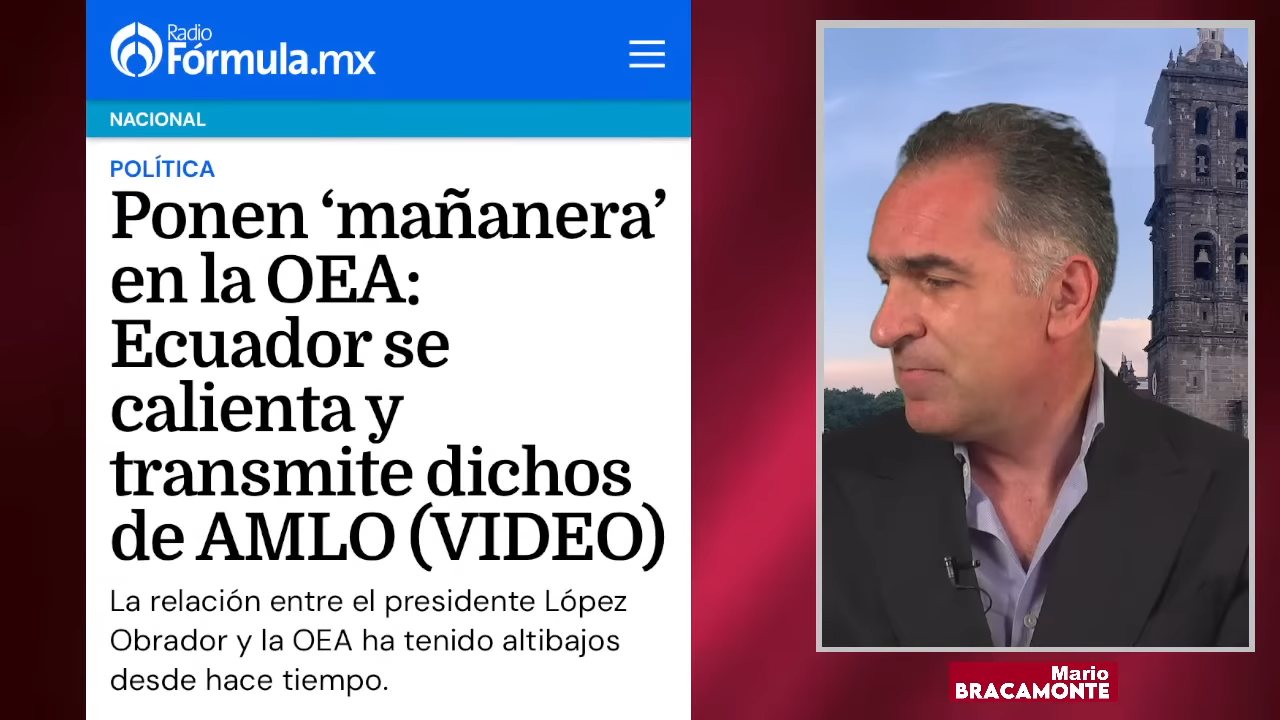 Radio
Fórmula.mx
NACIONAL
POLÍTICA
Ponen ‘mañanera’
en la OEA:
Ecuador se
calienta y
transmite dichos
de AMLO (VIDEO)
La relación entre el presidente López
Obrador y la OEA ha tenido altibajos
desde hace tiempo.
Mario
BRACAMONTE